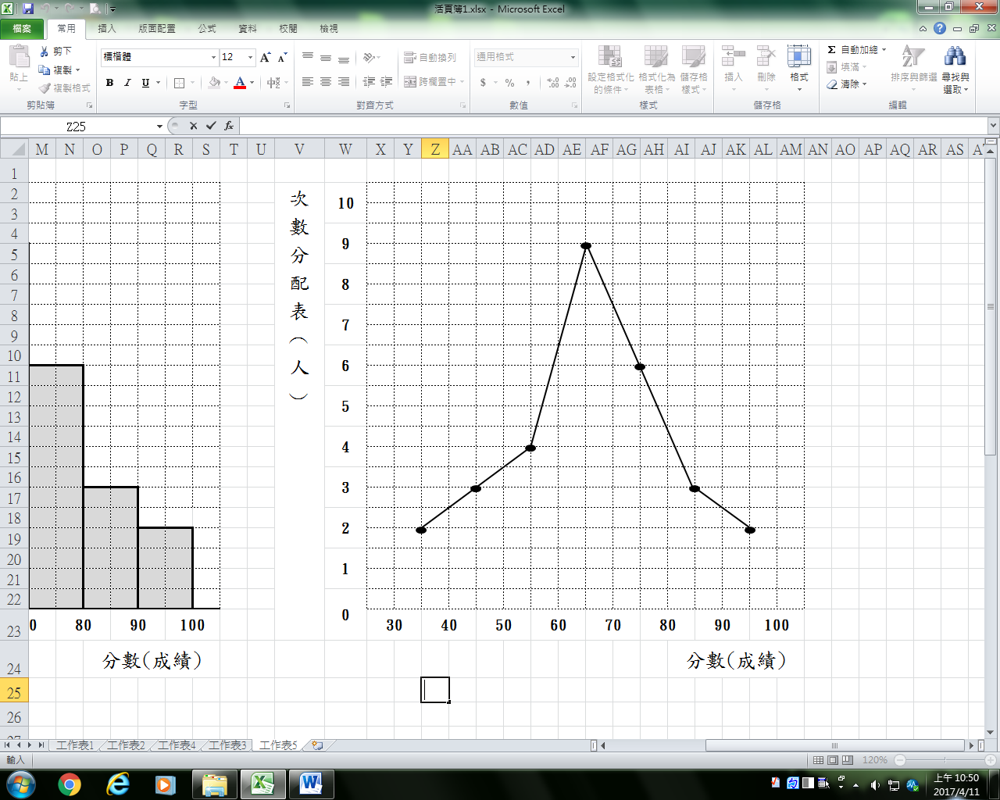 活頁簿1.xlsx - Microsoft Excel
檔案 常用 插入 版面配置 公式 資料 校閱 檢視
貼上 剪下 複製 複製格式 剪貼簿
標楷體 12 A A B I U A 中 字型
自動換列 跨欄置中 對齊方式
通用格式 $ % , .00 .00 數值
設定格式化的條件 格式化為表格 儲存格樣式 樣式
插入 刪除 格式 儲存格
Σ 自動加總 填滿 清除 排序與篩選 尋找與選取 編輯
Z25 fx
M N O P Q R S T U V W X Y Z AA AB AC AD AE AF AG AH AI AJ AK AL AM AN AO AP AQ AR AS
1
2
3
4
5
6
7
8
9
10
11
12
13
14
15
16
17
18
19
20
21
22
23
24
25
26
27
次數分配表(人)
10
9
8
7
6
5
4
3
2
1
0
0 80 90 100
30 40 50 60 70 80 90 100
分數(成績) 分數(成績)
工作表1 工作表2 工作表4 工作表3 工作表5
輸入 120%
上午 10:50
2017/4/11